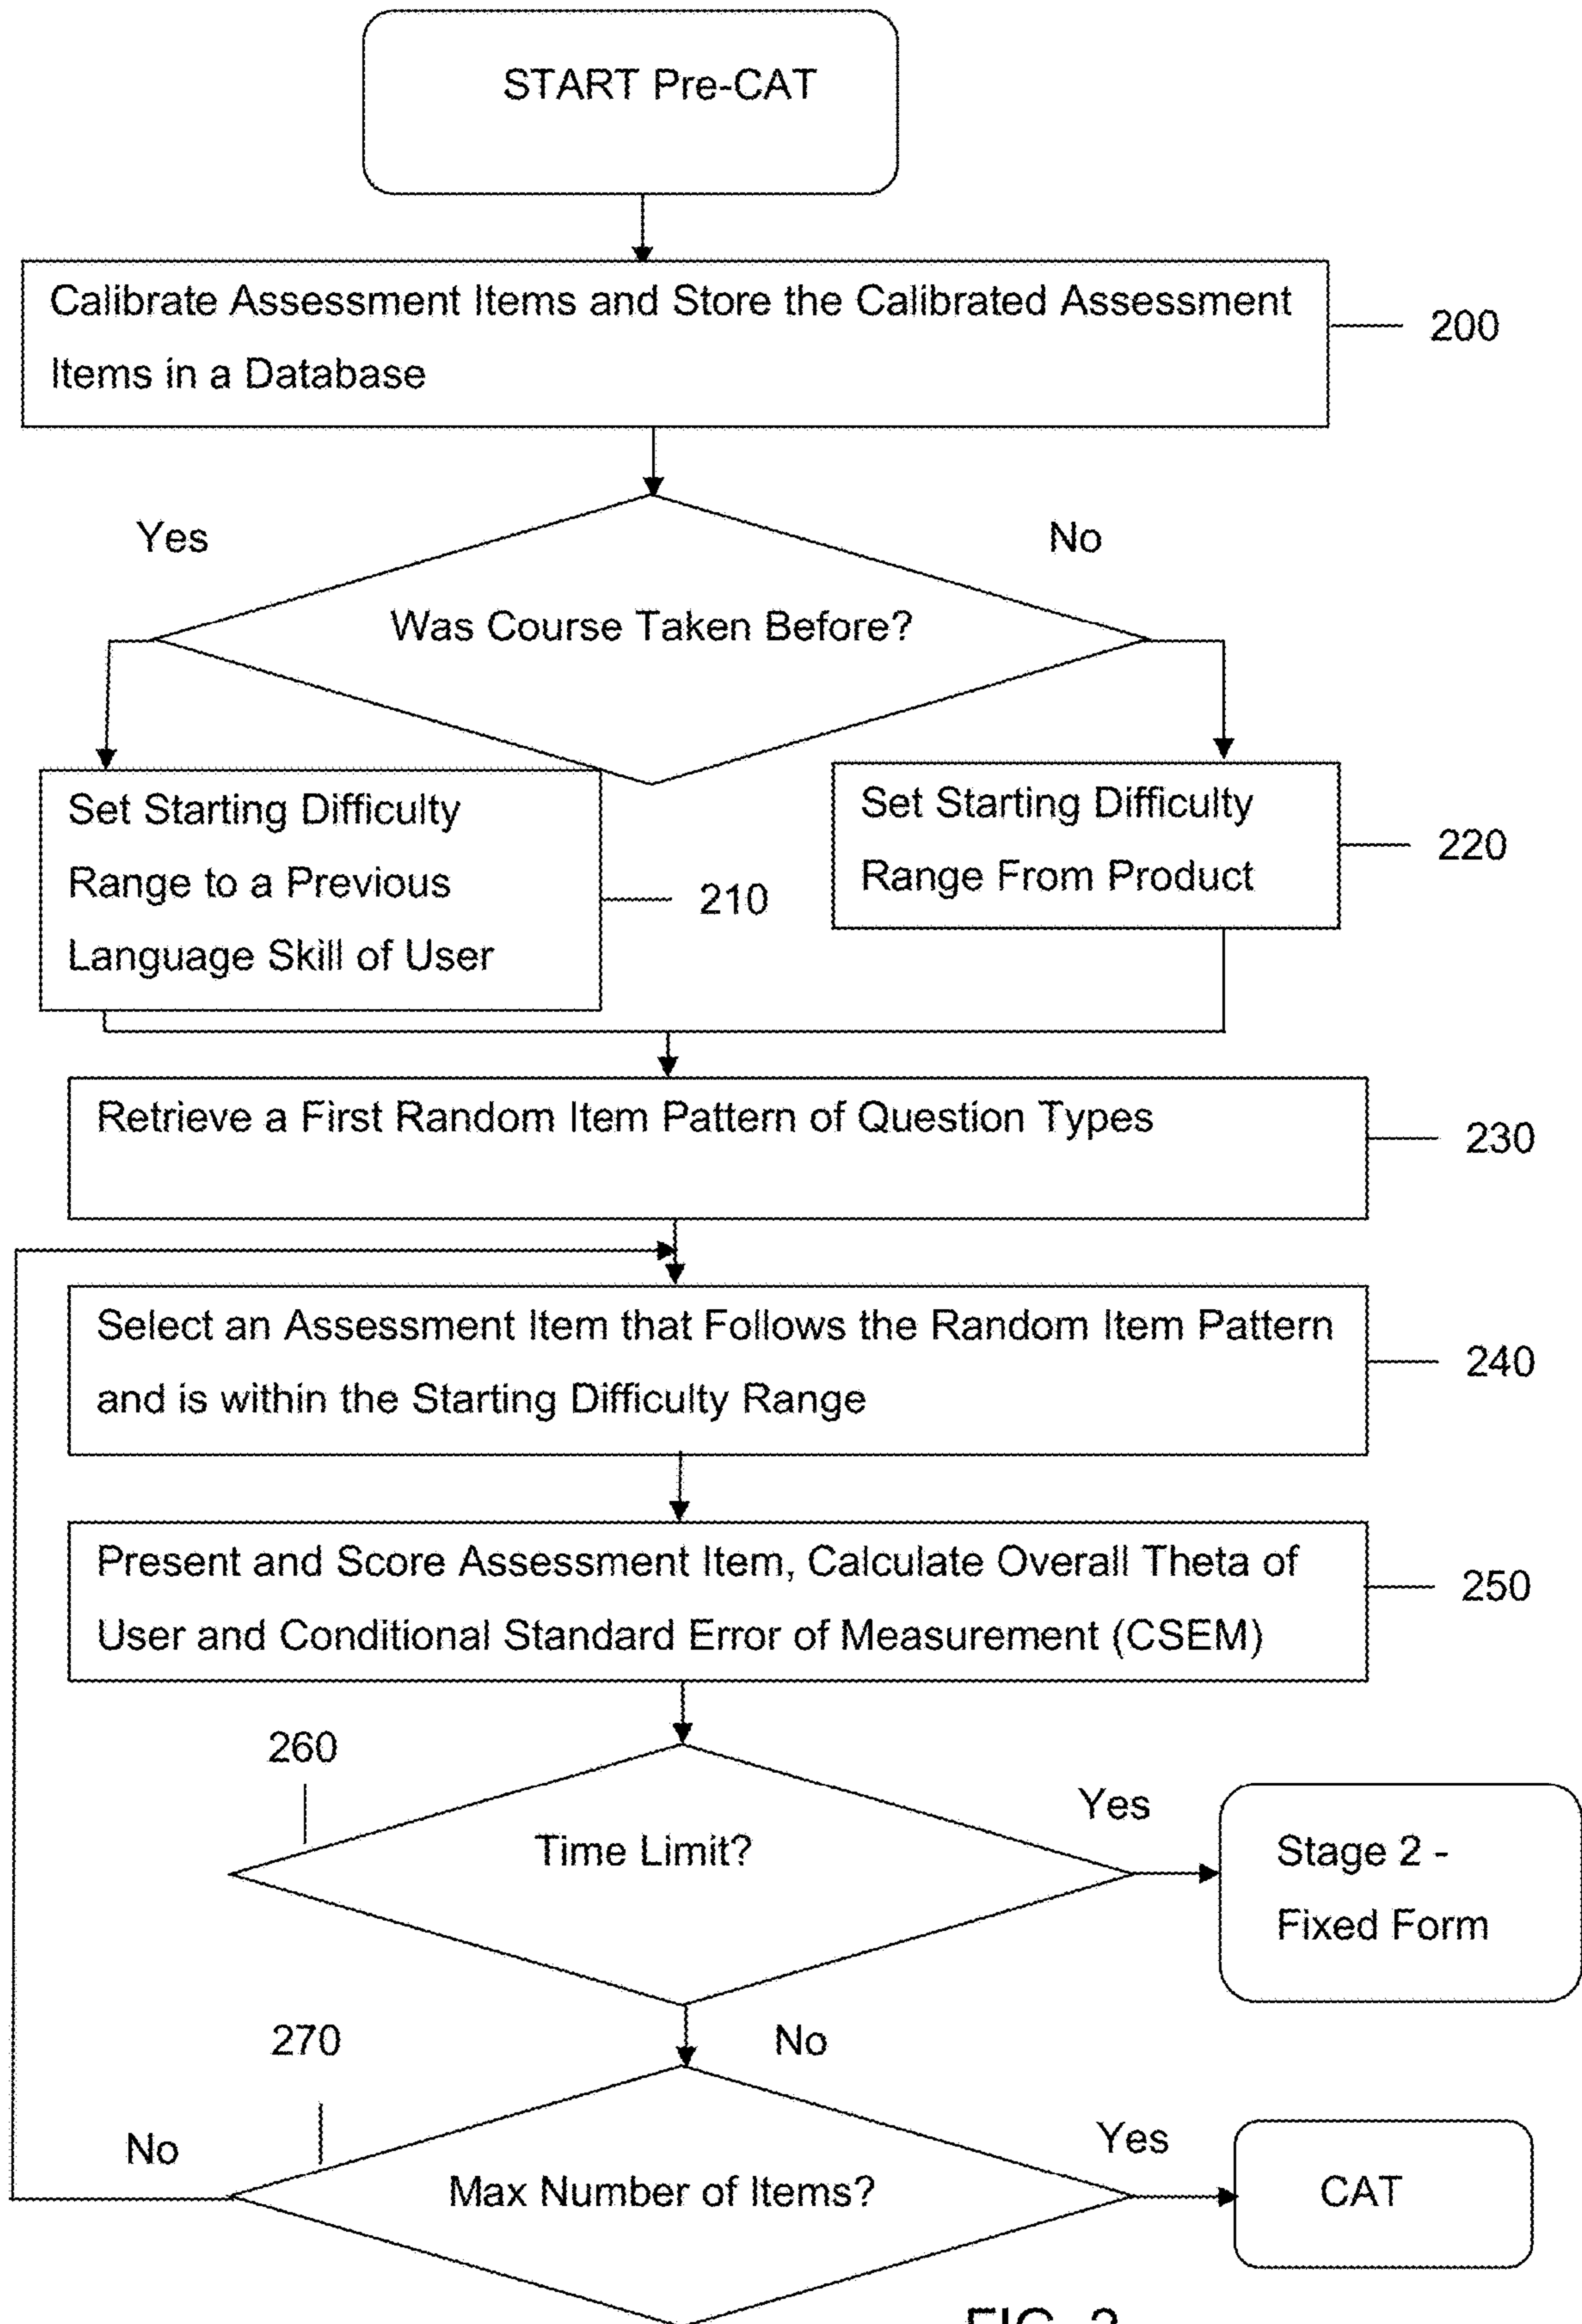 START Pre-CAT
Calibrate Assessment Items and Store the Calibrated Assessment
Items in a Database
200
Yes
No
Was Course Taken Before?
Set Starting Difficulty
Range to a Previous
Language Skill of User
210
Set Starting Difficulty
Range From Product
220
Retrieve a First Random Item Pattern of Question Types
230
Select an Assessment Item that Follows the Random Item Pattern
and is within the Starting Difficulty Range
240
Present and Score Assessment Item, Calculate Overall Theta of
User and Conditional Standard Error of Measurement (CSEM)
250
260
Time Limit?
Yes
Stage 2 -
Fixed Form
No
270
No
Max Number of Items?
Yes
CAT
FIG.